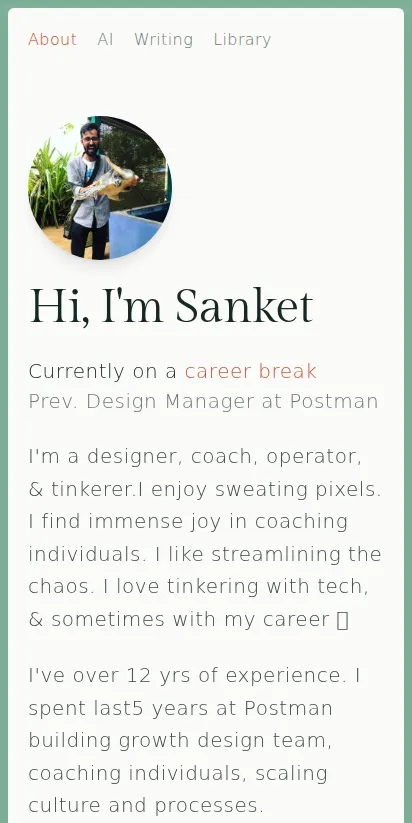 About AI Writing Library
Hi, I'm Sanket
Currently on a career break
Prev. Design Manager at Postman
I'm a designer, coach, operator,
& tinkerer.I enjoy sweating pixels.
I find immense joy in coaching
individuals. I like streamlining the
chaos. I love tinkering with tech,
& sometimes with my career
I've over 12 yrs of experience. I
spent last5 years at Postman
building growth design team,
coaching individuals, scaling
culture and processes.